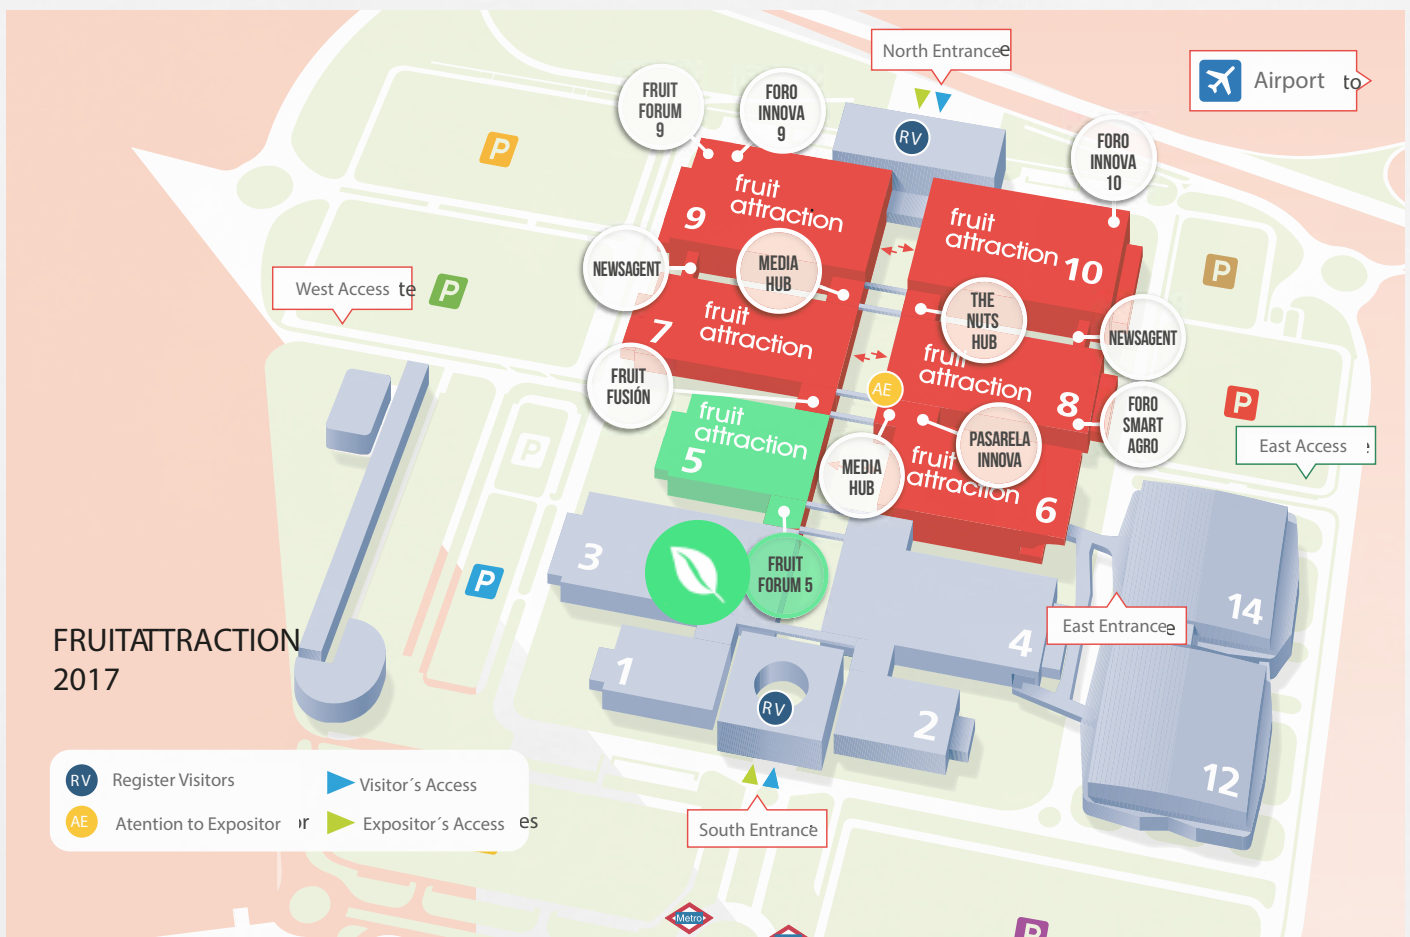 North Entrancee
Airport to
FRUIT
FORUM
9
FORO
INNOVA
9
RV
FORO
INNOVA
10
P
fruit
attraction
9
fruit
attraction
10
NEWSAGENT
MEDIA
HUB
P
West Access te
P
THE
NUTS
HUB
NEWSAGENT
fruit
attraction
7
fruit
attraction
8
FRUIT
FUSIÓN
AE
P
FORO
SMART
AGRO
East Access
fruit
attraction
5
P
MEDIA
HUB
PASARELA
INNOVA
fruit
attraction
6
3
FRUIT
FORUM 5
P
14
East Entrancee
4
FRUITATTRACTION
2017
1
RV
2
12
RV Register Visitors
Visitor´s Access
AE Atention to Expositor or
Expositor´s Access es
South Entrance
Metro
P